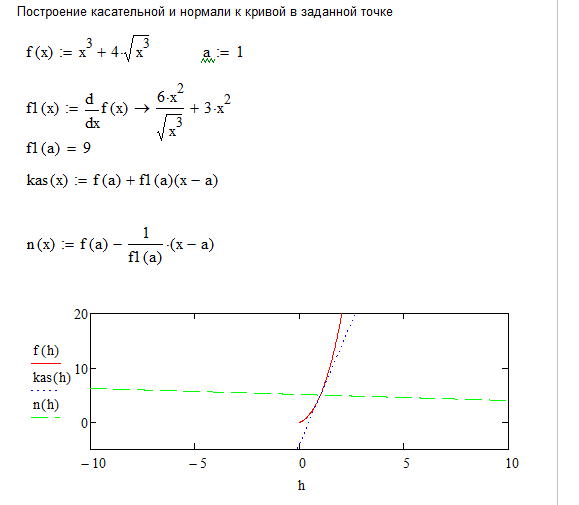 Построение касательной и нормали к кривой в заданной точке
f(x) := x³ + 4·√x³ a := 1
f1(x) := d/dx f(x) → 6·x²/√x³ + 3·x²
f1(a) = 9
kas(x) := f(a) + f1(a)(x − a)
n(x) := f(a) − 1/f1(a)·(x − a)
20
f(h)
kas(h) 10
n(h)
0
−10 −5 0 5 10
h